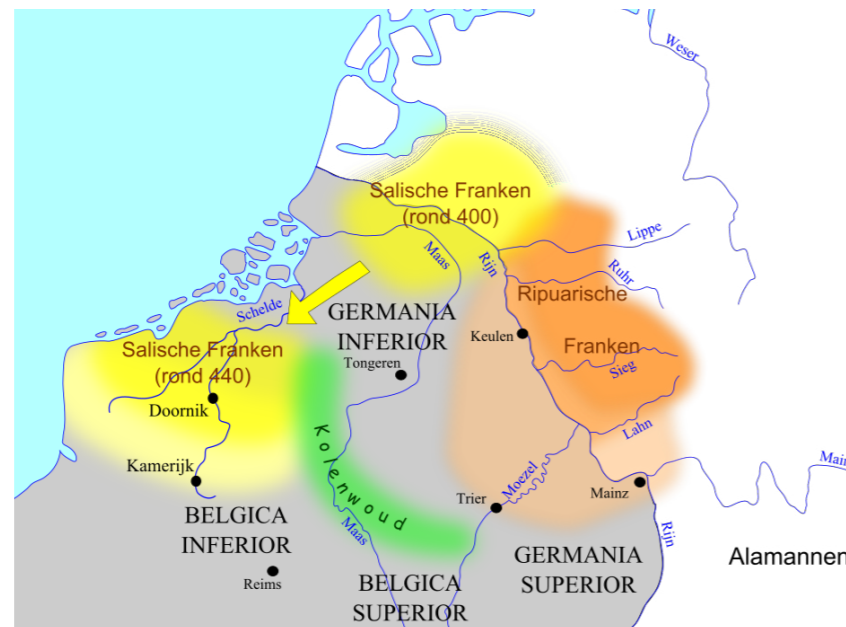 Weser
Salische Franken
(rond 400)
Lippe
Maas
Rijn
Ruhr
Ripuarische
Schelde
GERMANIA
INFERIOR
Keulen
Salische Franken
(rond 440)
Franken
Tongeren
Sieg
Doornik
Lahn
Kolenwoud
Kamerijk
Moezel
Main
Trier
Mainz
BELGICA
INFERIOR
Maas
Rijn
GERMANIA
SUPERIOR
Alamannen
Reims
BELGICA
SUPERIOR